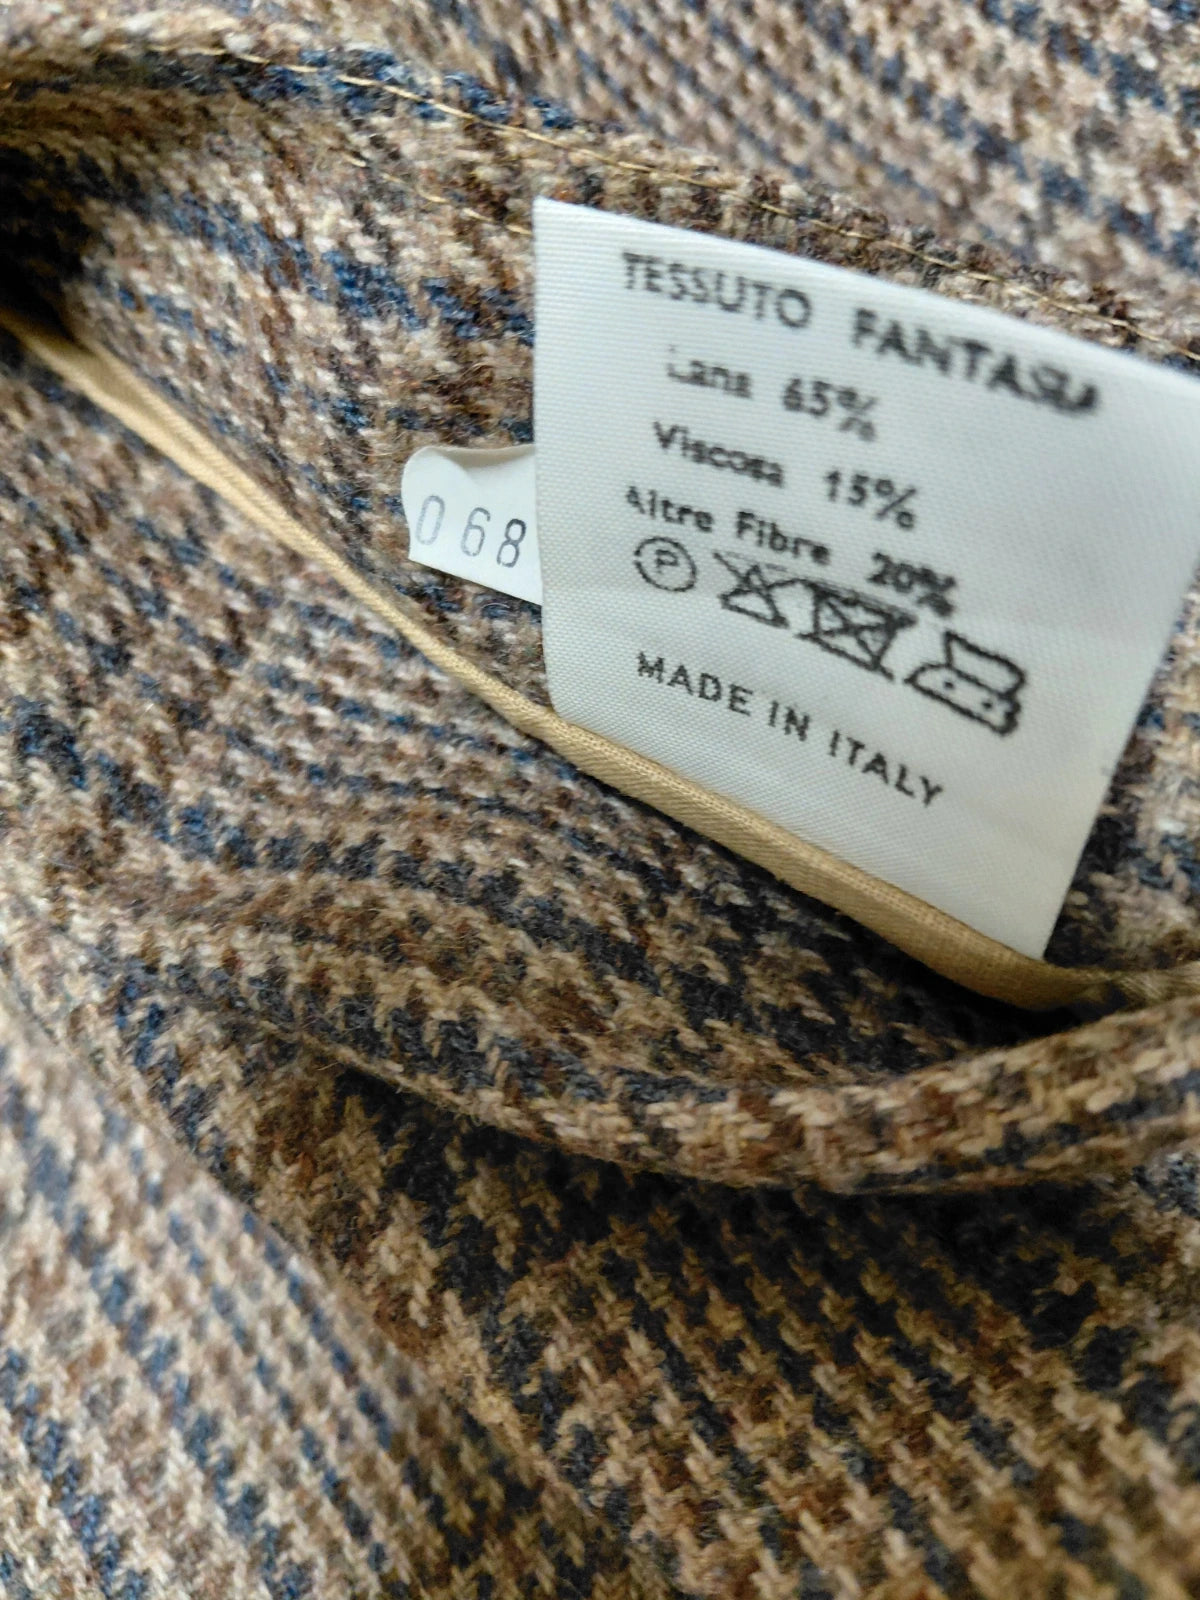 TESSUTO FANTASIA
Lana 65%
Viscosa 15%
Altre Fibre 20%
P
MADE IN ITALY
068